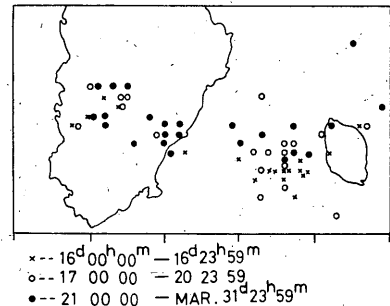 ×--- 16d00h00m — 16d23h59m
○--- 17 00 00 — 20 23 59
●--- 21 00 00 — MAR. 31d23h59m